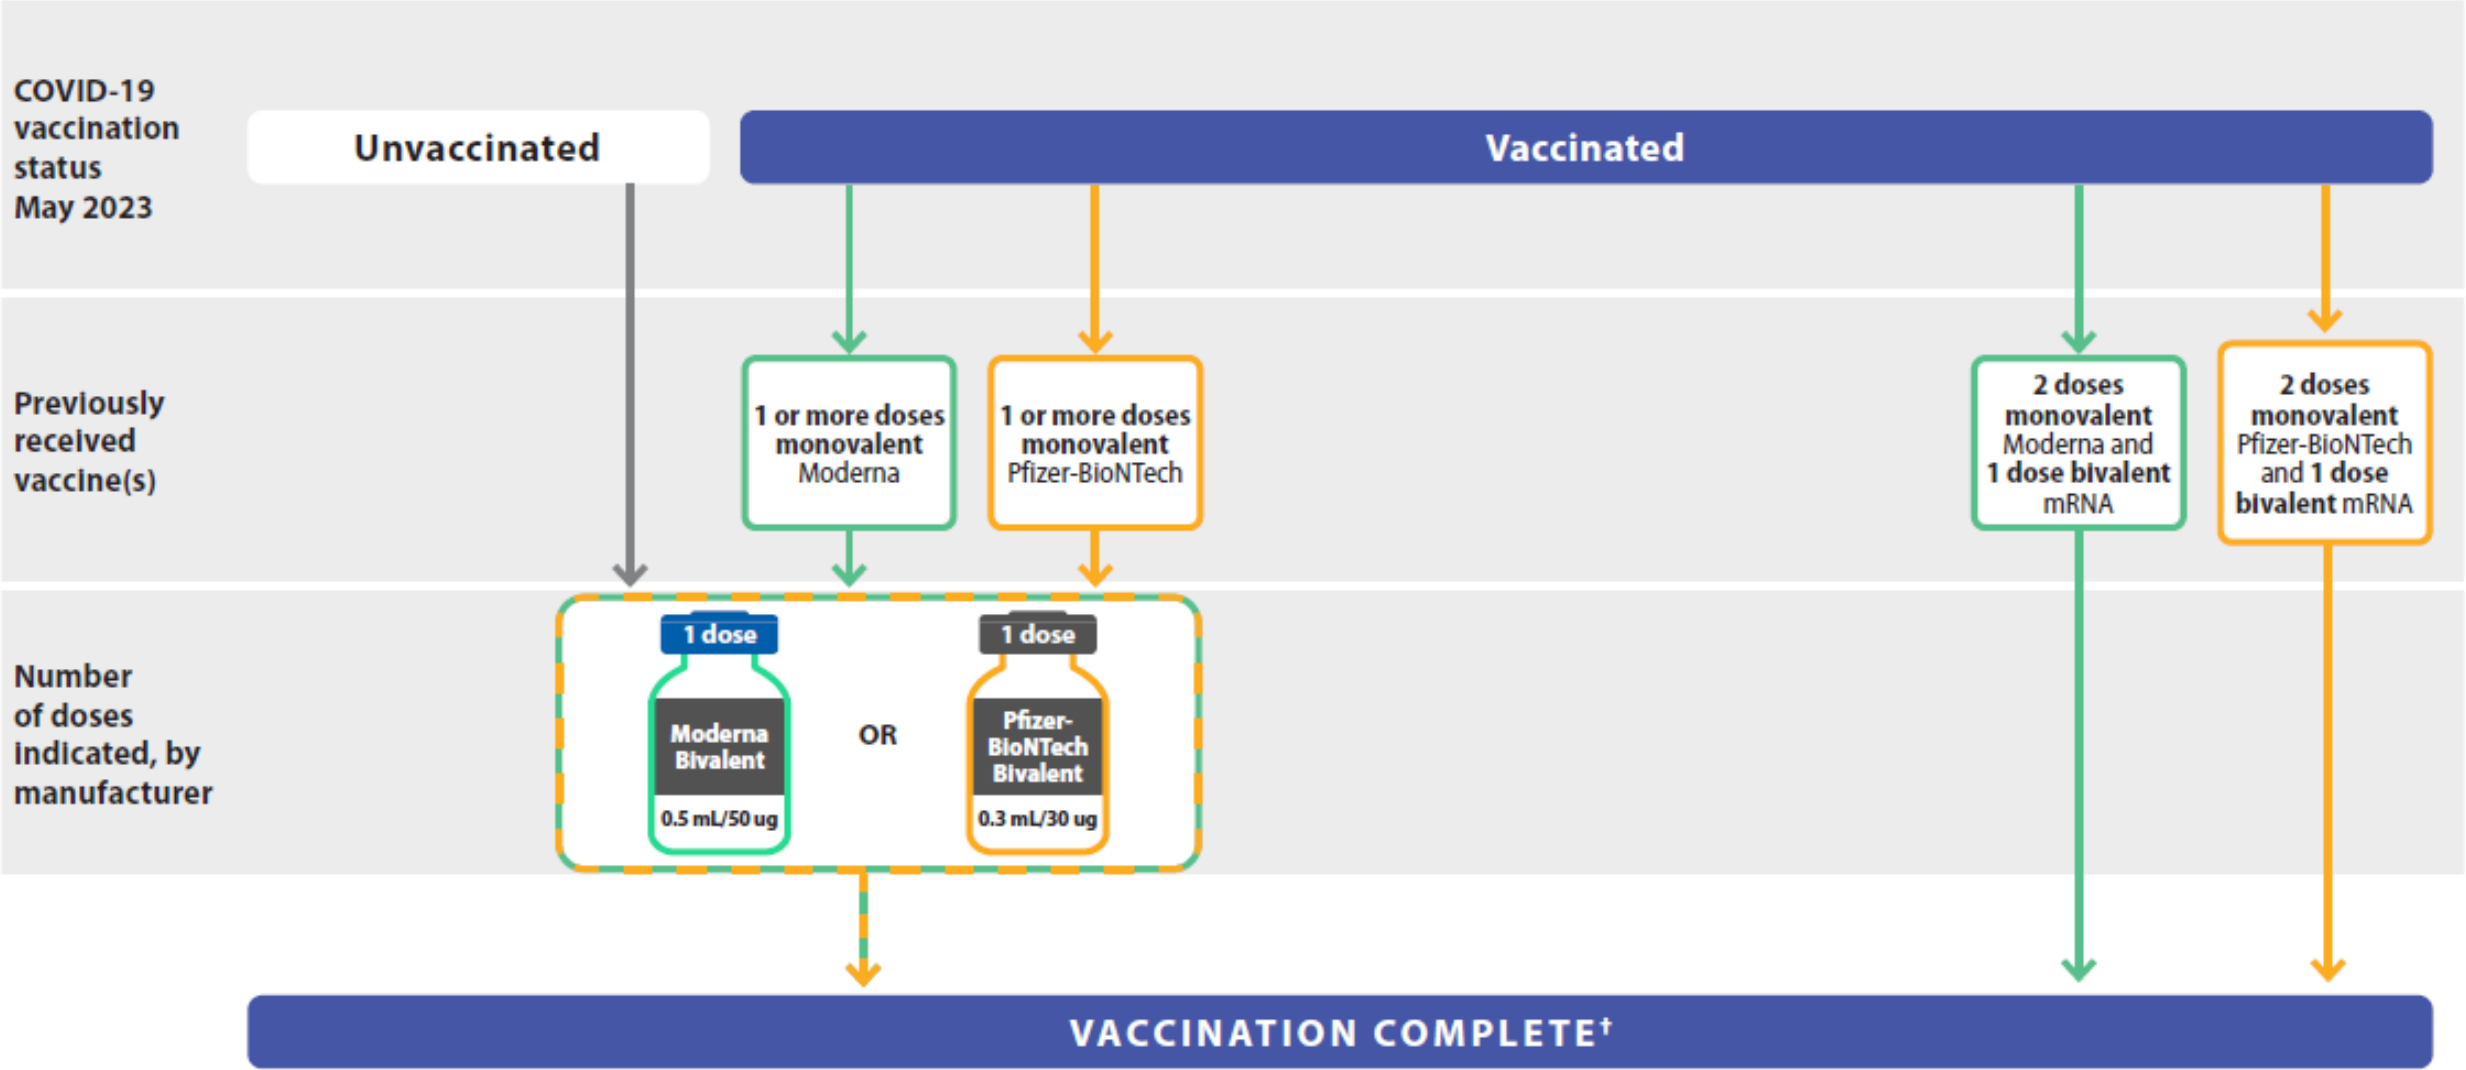 COVID-19
vaccination
status
May 2023
Unvaccinated
Vaccinated
Previously
received
vaccine(s)
1 or more doses
monovalent
Moderna
1 or more doses
monovalent
Pfizer-BioNTech
2 doses
monovalent
Moderna and
1 dose bivalent
mRNA
2 doses
monovalent
Pfizer-BioNTech
and 1 dose
bivalent mRNA
Number
of doses
indicated, by
manufacturer
1 dose
Moderna
Bivalent
0.5 mL/50 ug
OR
1 dose
Pfizer-
BioNTech
Bivalent
0.3 mL/30 ug
VACCINATION COMPLETE†